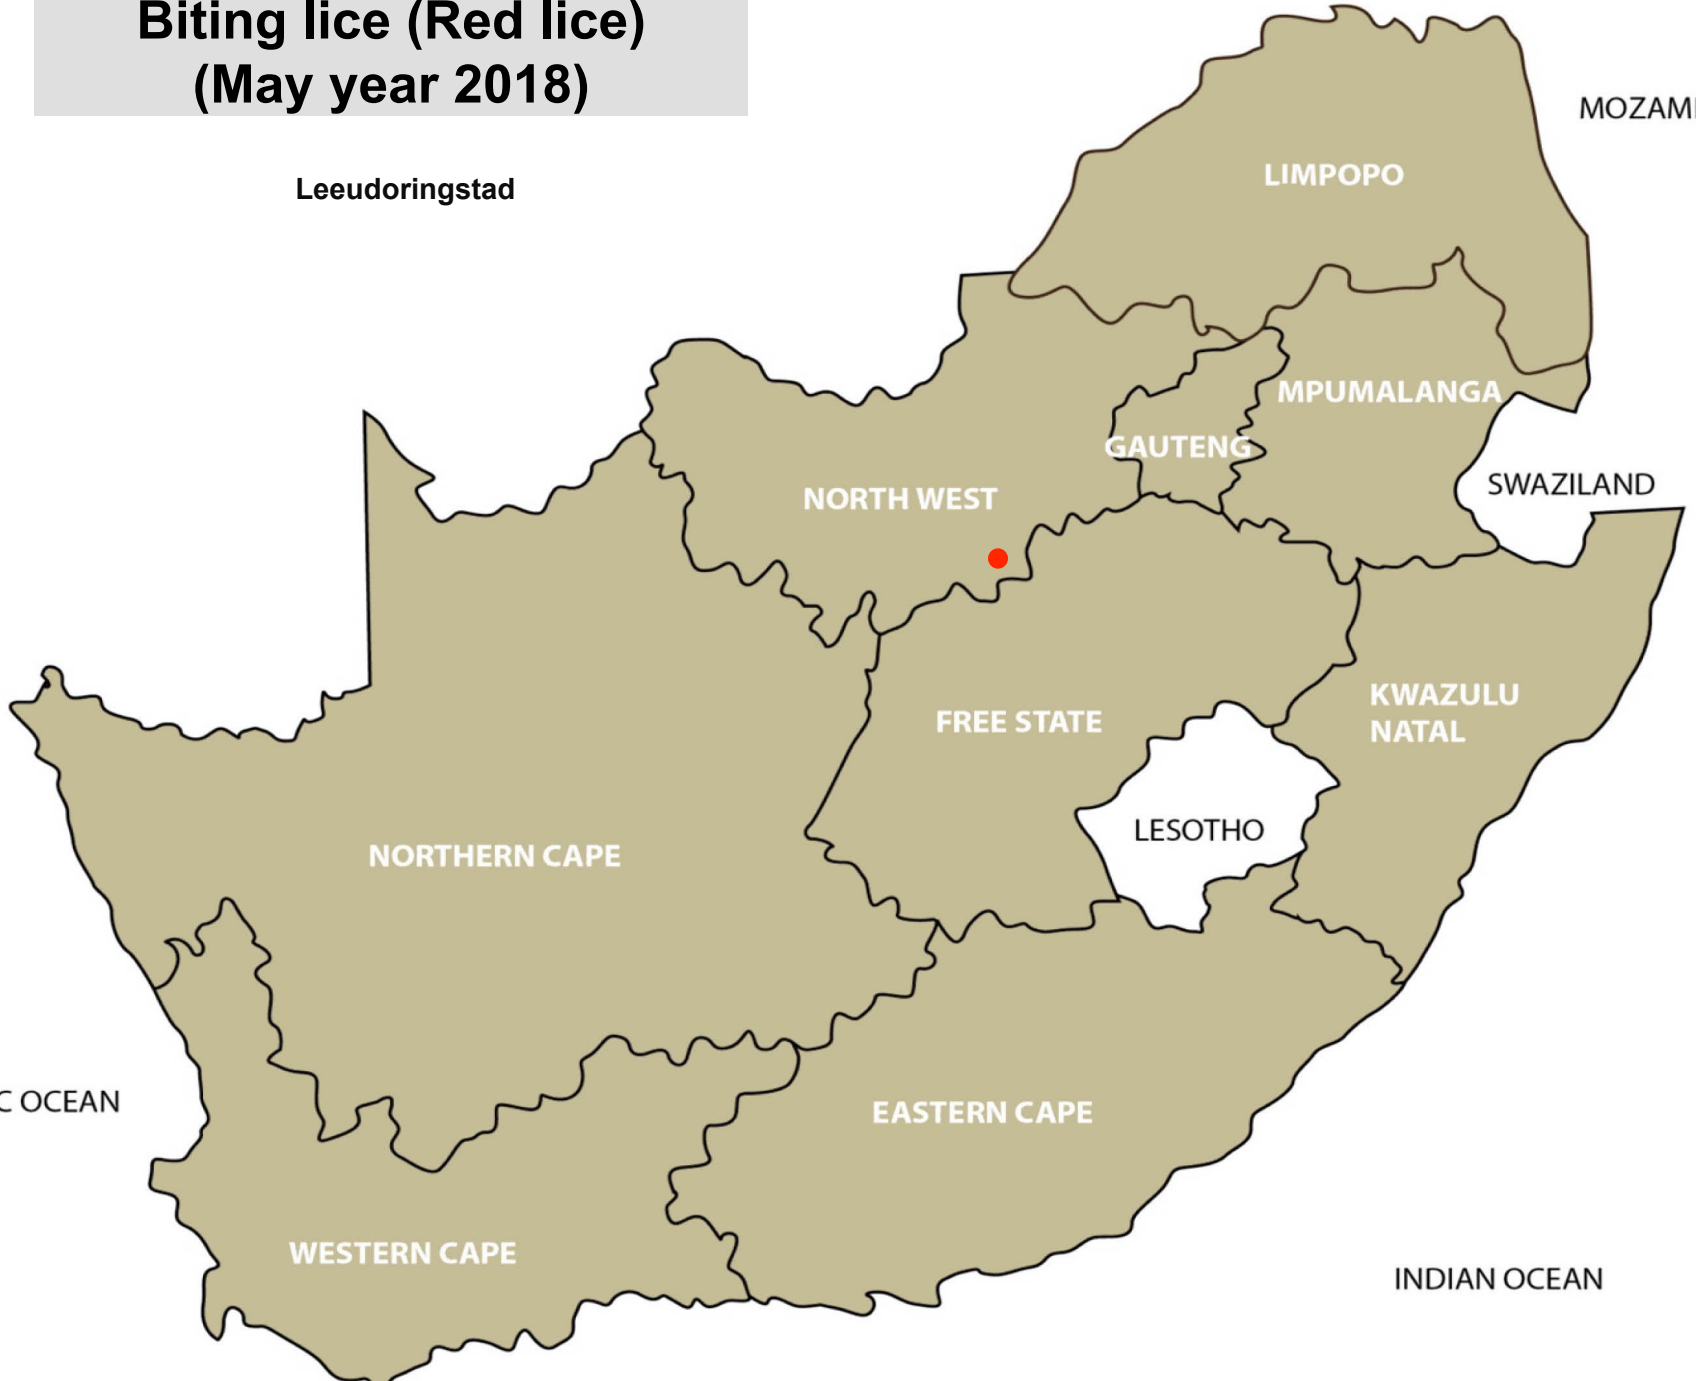 Biting lice (Red lice)
(May year 2018)
Leeudoringstad
MOZAM
LIMPOPO
MPUMALANGA
GAUTENG
SWAZILAND
NORTH WEST
KWAZULU
NATAL
FREE STATE
LESOTHO
NORTHERN CAPE
C OCEAN
EASTERN CAPE
WESTERN CAPE
INDIAN OCEAN